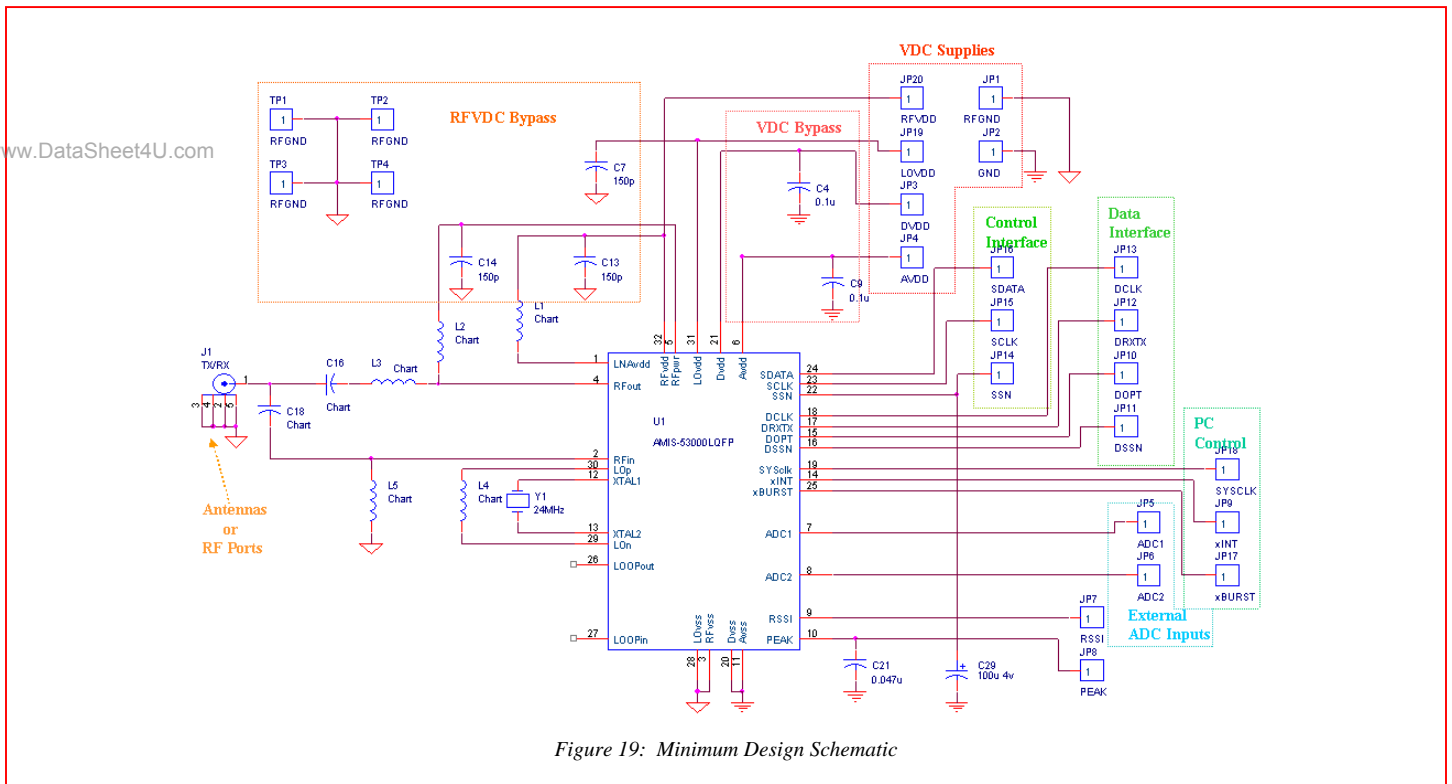 VDC Supplies
JP20
1
RFVDD
JP1
1
RFGND
JP19
1
LOVDD
JP2
1
GND
JP3
1
DVDD
JP4
1
AVDD
RFVDC Bypass
TP1
1
RFGND
TP2
1
RFGND
TP3
1
RFGND
TP4
1
RFGND
ww.DataSheet4U.com
C7
150p
VDC Bypass
C4
0.1u
C9
0.1u
C14
150p
C13
150p
L1
Chart
L2
Chart
Control
Interface
JP16
1
SDATA
JP15
1
SCLK
JP14
1
SSN
Data
Interface
JP13
1
DCLK
JP12
1
DRXTX
JP10
1
DOPT
JP11
1
DSSN
PC
Control
JP18
1
SYSCLK
JP9
1
xINT
JP17
1
xBURST
JP5
1
ADC1
JP6
1
ADC2
External
ADC Inputs
JP7
1
RSSI
JP8
1
PEAK
J1
TX/RX
1
3
4
2
5
C16
Chart
L3
Chart
C18
Chart
L5
Chart
L4
Chart
Y1
24MHz
Antennas
or
RF Ports
U1
AMIS-53000LQFP
32
RFvdd
5
RFpwr
31
LOvdd
21
Dvdd
6
Avdd
1
LNAvdd
4
RFout
2
RFin
30
LOp
12
XTAL1
13
XTAL2
29
LOn
26
LOOPout
27
LOOPin
SDATA
24
SCLK
23
SSN
22
DCLK
18
DRXTX
17
DOPT
15
DSSN
16
SYSclk
19
xINT
14
xBURST
25
ADC1
7
ADC2
8
RSSI
9
PEAK
10
LOvss
28
RFvss
3
Dvss
20
Avss
11
C21
0.047u
+
C29
100u 4v
Figure 19: Minimum Design Schematic